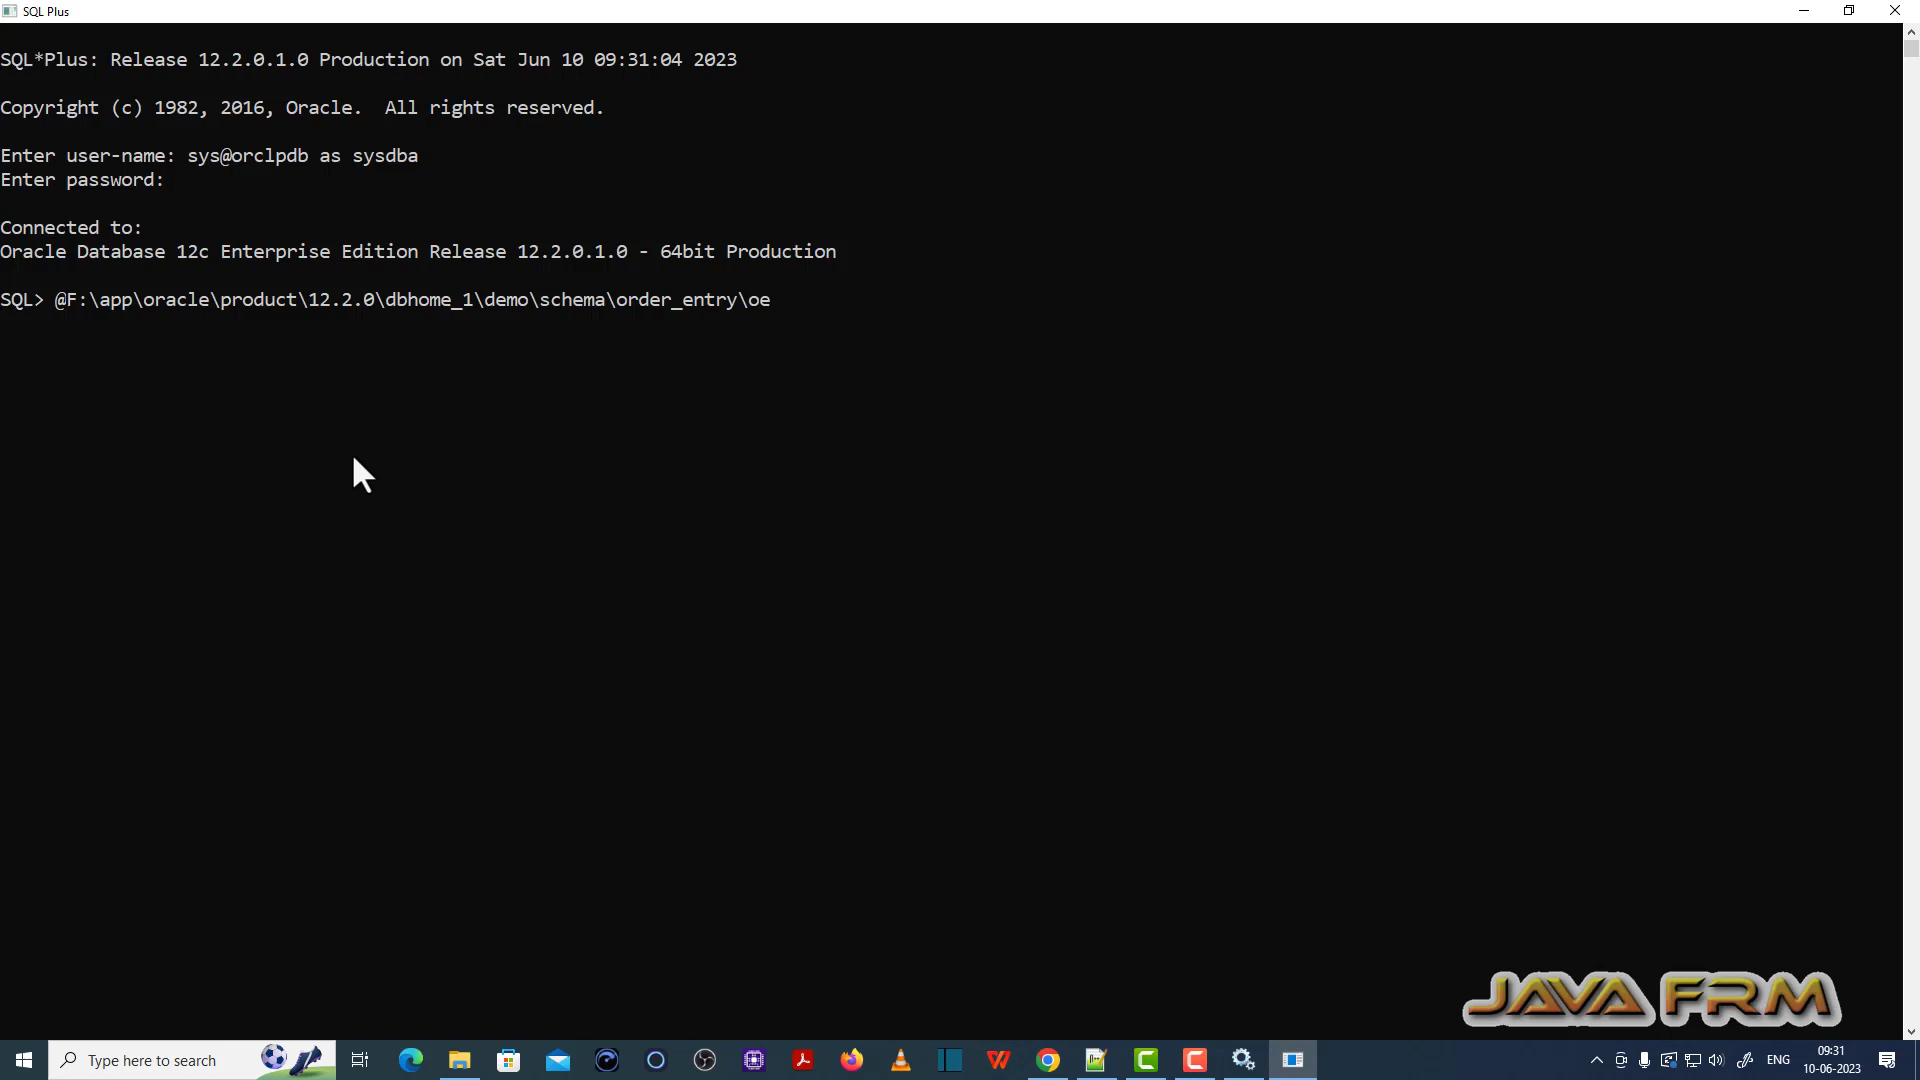 SQL Plus
SQL*Plus: Release 12.2.0.1.0 Production on Sat Jun 10 09:31:04 2023
Copyright (c) 1982, 2016, Oracle.  All rights reserved.
Enter user-name: sys@orclpdb as sysdba
Enter password:
Connected to:
Oracle Database 12c Enterprise Edition Release 12.2.0.1.0 - 64bit Production
SQL> @F:\app\oracle\product\12.2.0\dbhome_1\demo\schema\order_entry\oe
JAVA FRM
Type here to search
ENG
09:31
10-06-2023